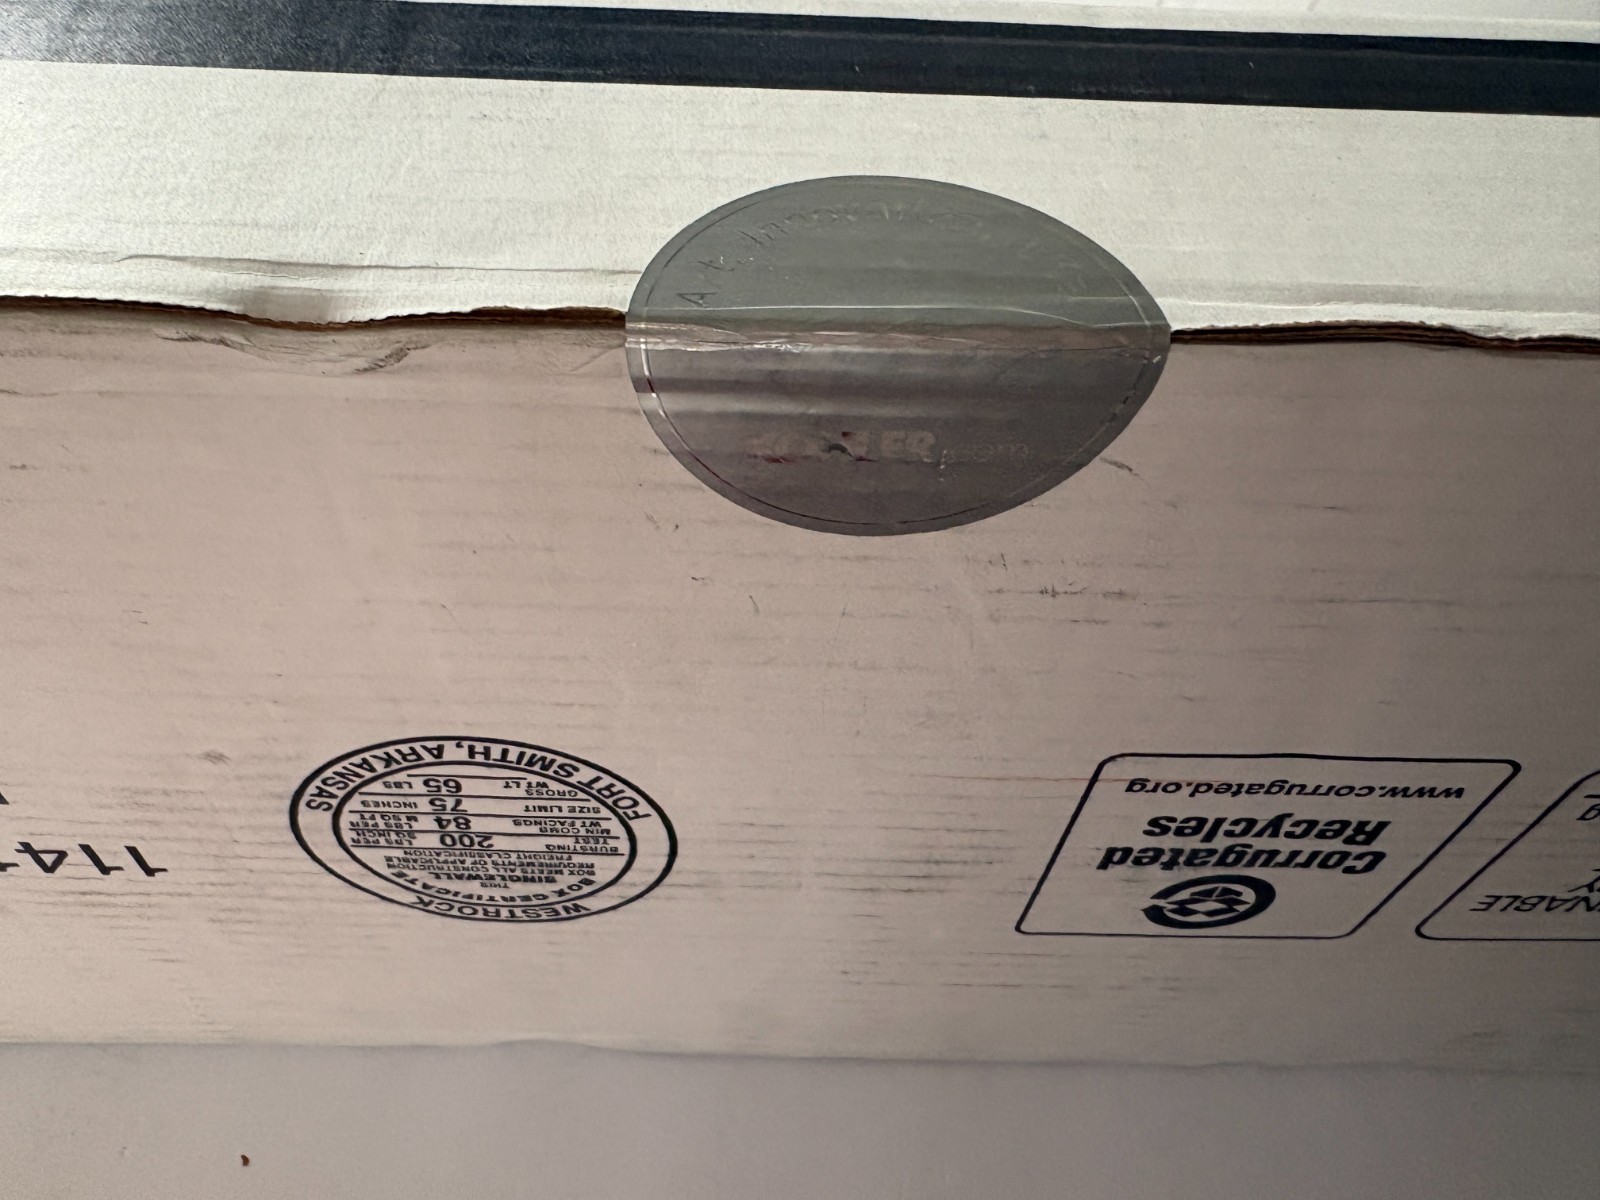 WESTROCK
BOX CERTIFICATE
THIS
SINGLEWALL
BOX MEETS ALL CONSTRUCTION
REQUIREMENTS OF APPLICABLE
FREIGHT CLASSIFICATION
BURSTING TEST 200 LBS PER SQ INCH
MIN COMB WT FACINGS 84 LBS PER M SQ FT
SIZE LIMIT 75 INCHES
GROSS WT LT 65 LBS
FORT SMITH, ARKANSAS
Corrugated
Recycles
www.corrugated.org
114